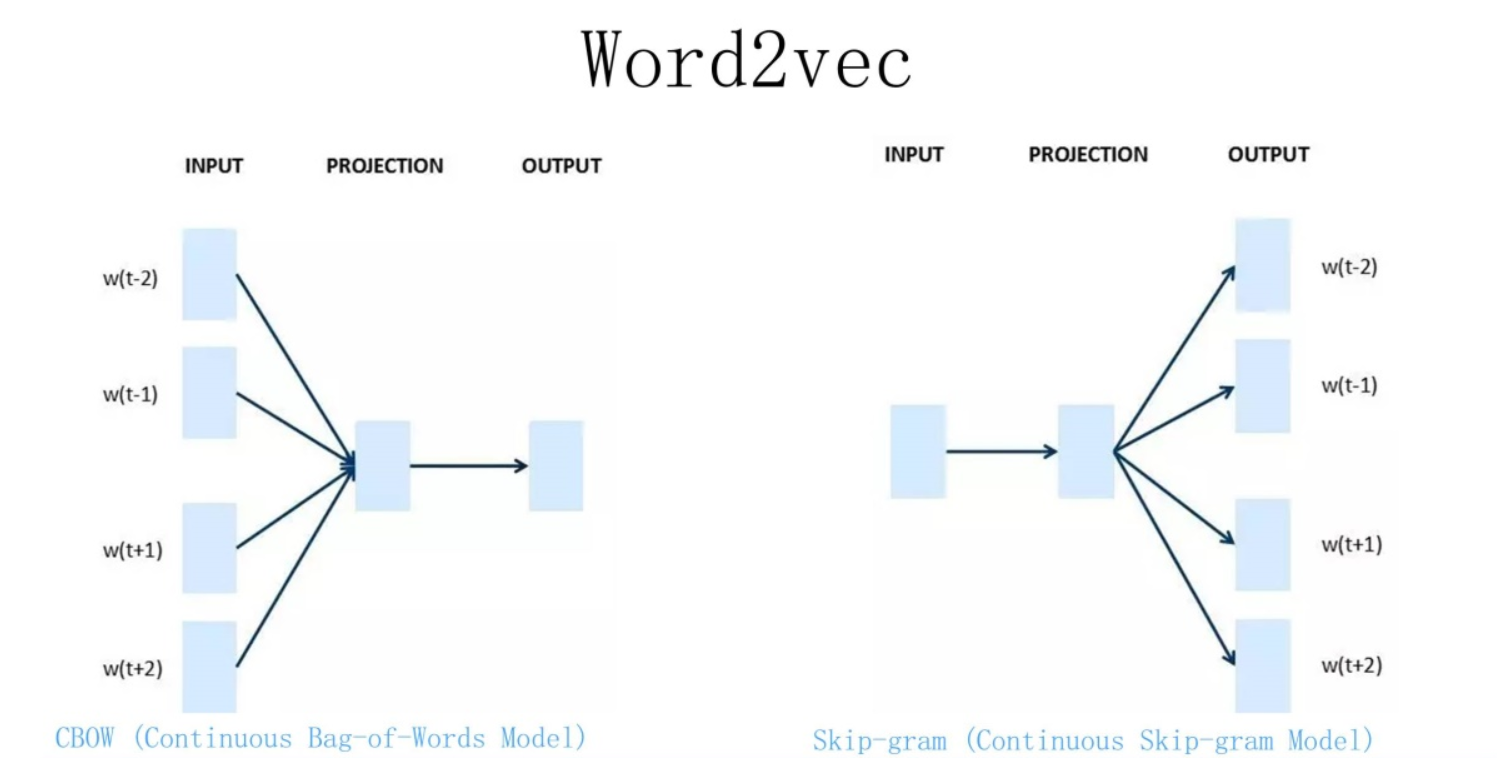 Word2vec
INPUT PROJECTION OUTPUT
w(t-2)
w(t-1)
w(t+1)
w(t+2)
CBOW (Continuous Bag-of-Words Model)
INPUT PROJECTION OUTPUT
w(t-2)
w(t-1)
w(t+1)
w(t+2)
Skip-gram (Continuous Skip-gram Model)